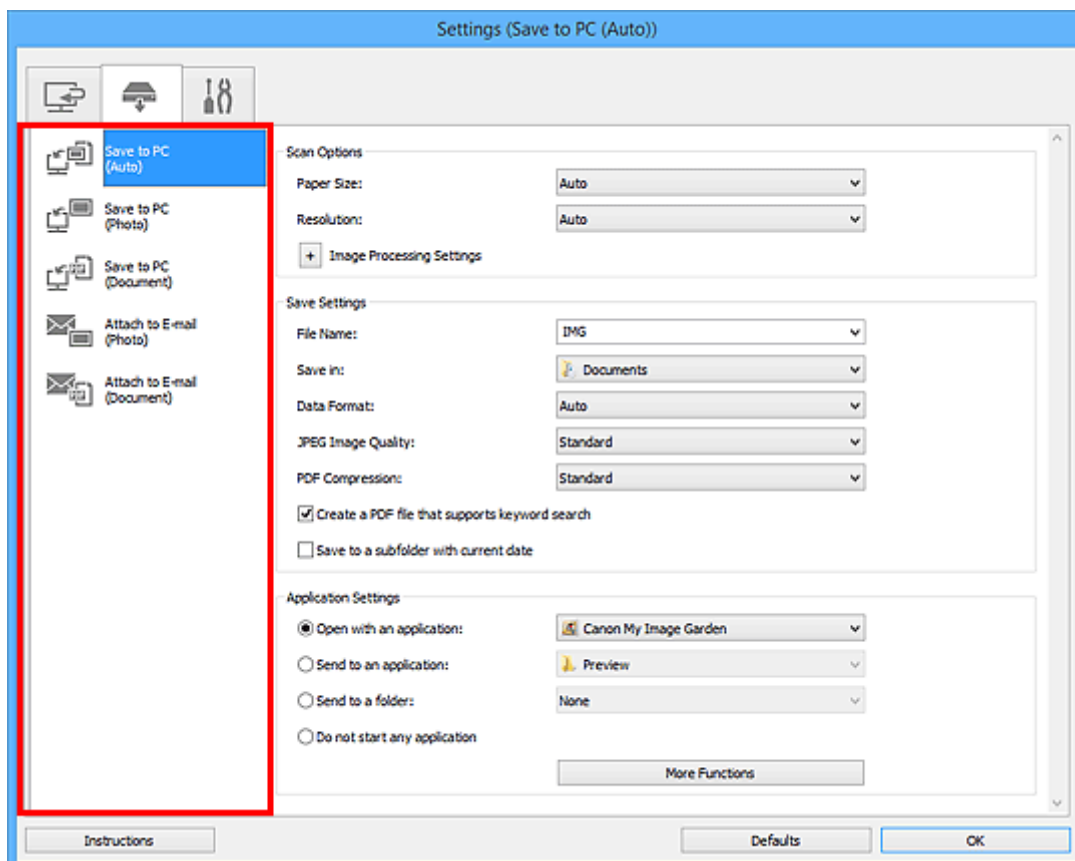 Settings (Save to PC (Auto))
Save to PC
(Auto)
Save to PC
(Photo)
Save to PC
(Document)
Attach to E-mail
(Photo)
Attach to E-mail
(Document)
Scan Options
Paper Size: Auto
Resolution: Auto
+ Image Processing Settings
Save Settings
File Name: IMG
Save in: Documents
Data Format: Auto
JPEG Image Quality: Standard
PDF Compression: Standard
Create a PDF file that supports keyword search
Save to a subfolder with current date
Application Settings
Open with an application: Canon My Image Garden
Send to an application: Preview
Send to a folder: None
Do not start any application
More Functions
Instructions Defaults OK